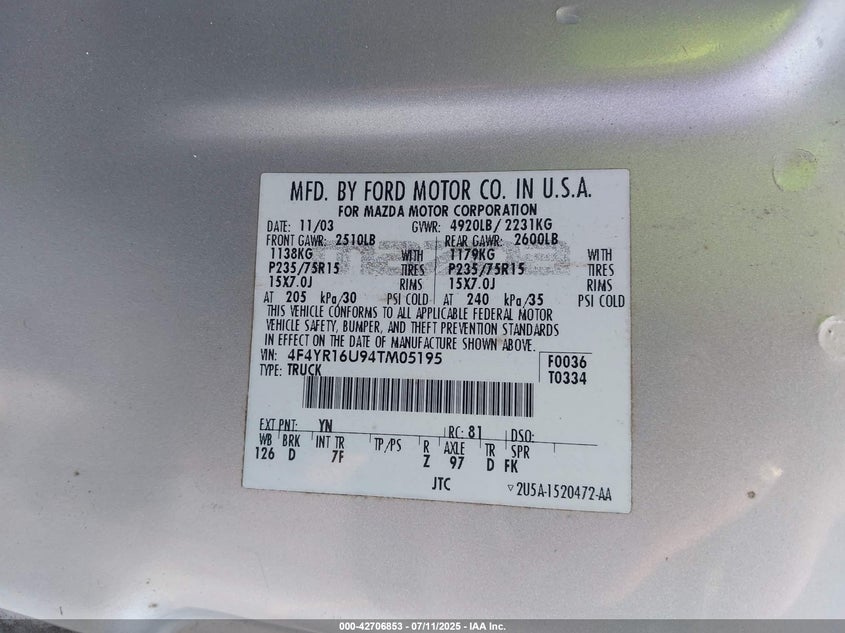 MFD. BY FORD MOTOR CO. IN U.S.A.
FOR MAZDA MOTOR CORPORATION
DATE: 11/03 GVWR: 4920LB/ 2231KG
FRONT GAWR: 2510LB REAR GAWR: 2600LB
1138KG WITH 1179KG WITH
P235/75R15 TIRES P235/75R15 TIRES
15X7.0J RIMS 15X7.0J RIMS
AT 205 kPa/30 PSI COLD AT 240 kPa/35 PSI COLD
THIS VEHICLE CONFORMS TO ALL APPLICABLE FEDERAL MOTOR
VEHICLE SAFETY, BUMPER, AND THEFT PREVENTION STANDARDS
IN EFFECT ON THE DATE OF MANUFACTURE SHOWN ABOVE.
VIN: 4F4YR16U94TM05195 F0036
TYPE: TRUCK T0334
EXT PNT: YN RC: 81 DSO:
WB BRK INT TR TP/PS R AXLE TR SPR
126 D 7F Z 97 D FK
JTC ▽2U5A-1520472-AA
000-42706853 - 07/11/2025 - IAA Inc.